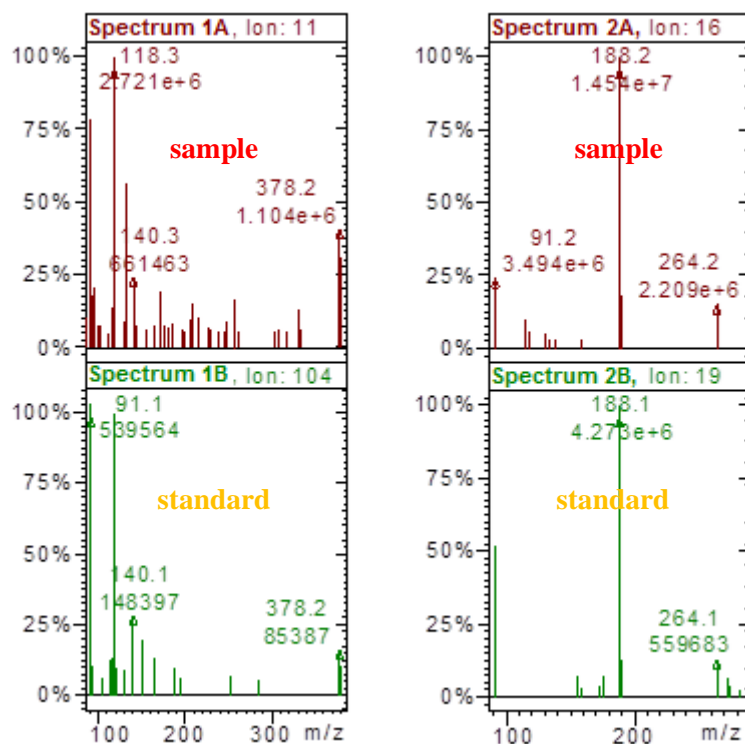 Spectrum 1A, Ion: 11
118.3
2.721e+6
100%
75%
50%
25%
0%
sample
378.2
1.104e+6
140.3
661463
Spectrum 2A, Ion: 16
188.2
1.454e+7
100%
75%
50%
25%
0%
sample
91.2
3.494e+6
264.2
2.209e+6
Spectrum 1B, Ion: 104
91.1
539564
100%
75%
50%
25%
0%
standard
140.1
148397
378.2
85387
100 200 300 m/z
Spectrum 2B, Ion: 19
188.1
4.273e+6
100%
75%
50%
25%
0%
standard
264.1
559683
100 200 m/z